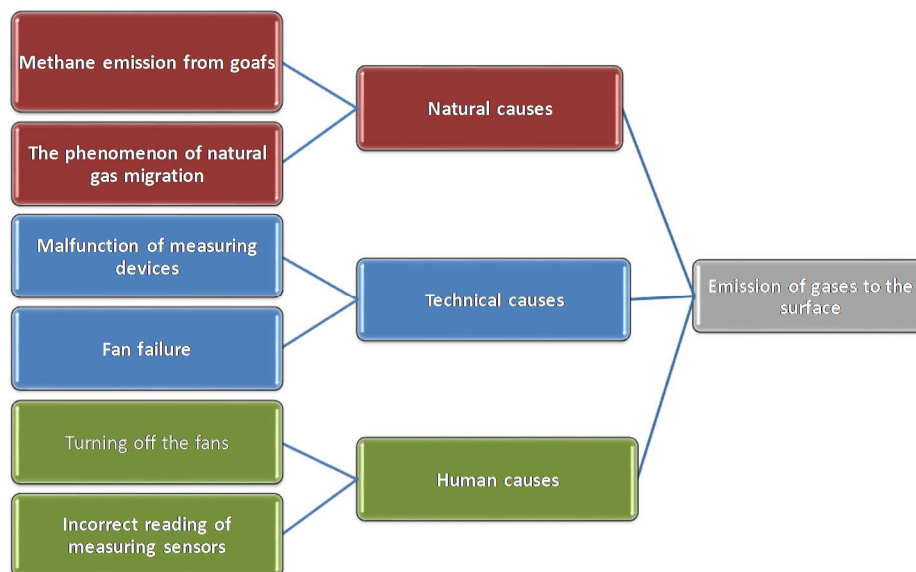 Methane emission from goafs
Natural causes
The phenomenon of natural
gas migration
Malfunction of measuring
devices
Technical causes
Emission of gases to the
surface
Fan failure
Turning off the fans
Human causes
Incorrect reading of
measuring sensors